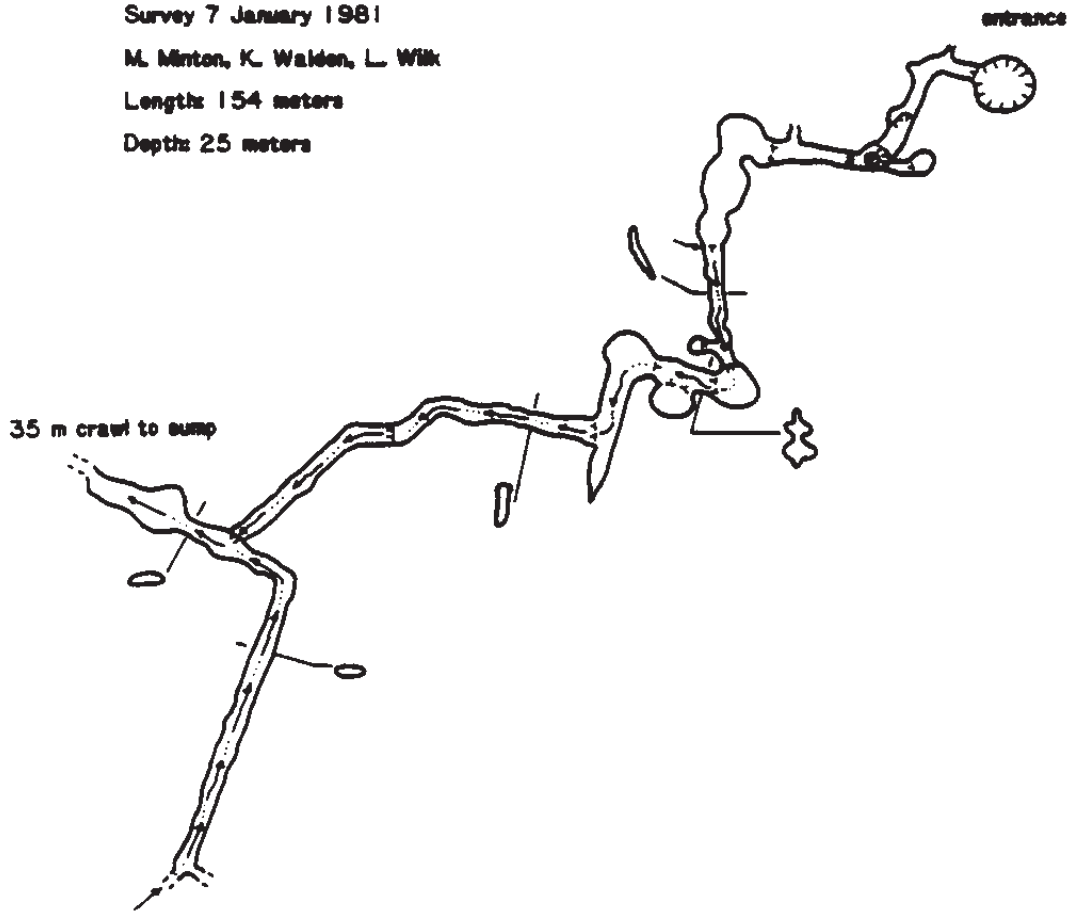 Survey 7 January 1981
M. Minton, K. Walden, L. Wilk
Length: 154 meters
Depth: 25 meters
entrance
35 m crawl to sump